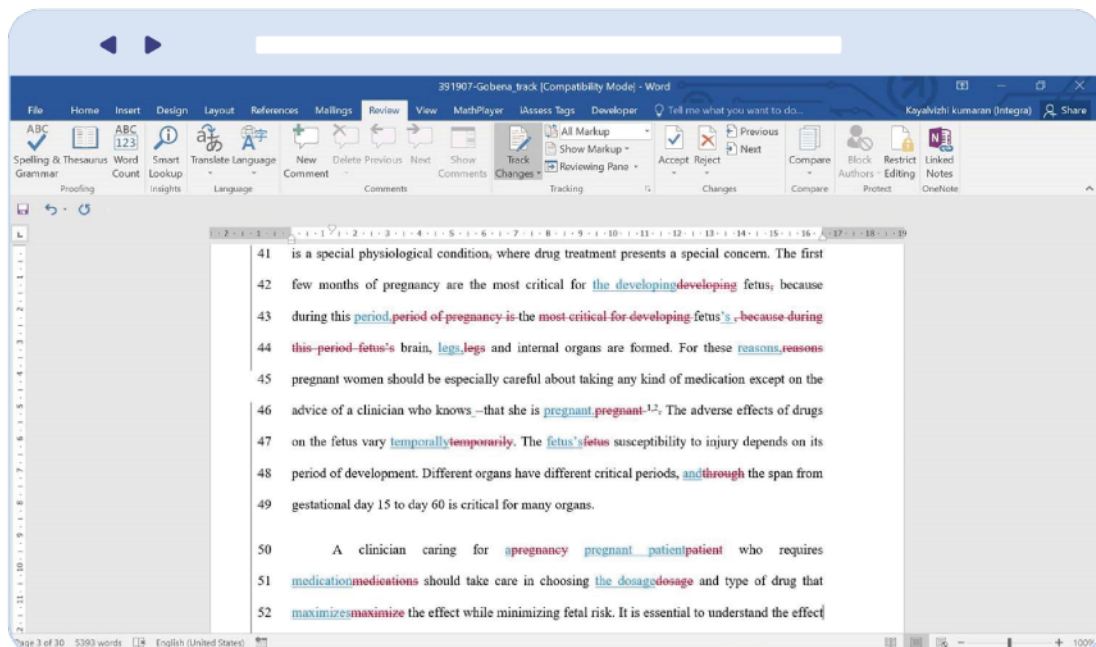 391907-Gobena_track [Compatibility Mode] - Word
File Home Insert Design Layout References Mailings Review View MathPlayer iAssess Tags Developer Tell me what you want to do... Kayalvizhi kumaran (Integra) Share
ABC Spelling & Grammar
Thesaurus
ABC 123 Word Count
Smart Lookup
Translate
Language
New Comment
Delete
Previous
Next
Show Comments
Track Changes
All Markup
Show Markup
Reviewing Pane
Accept
Reject
Previous
Next
Compare
Block Authors
Restrict Editing
Linked Notes
Proofing Insights Language Comments Tracking Changes Compare Protect OneNote
41 is a special physiological condition, where drug treatment presents a special concern. The first
42 few months of pregnancy are the most critical for the developingdeveloping fetus, because
43 during this period,period of pregnancy is the most critical for developing fetus's , because during
44 this period fetus's brain, legs,legs and internal organs are formed. For these reasons,reasons
45 pregnant women should be especially careful about taking any kind of medication except on the
46 advice of a clinician who knows –that she is pregnant.pregnant 1,2. The adverse effects of drugs
47 on the fetus vary temporallytemporarily. The fetus'sfetus susceptibility to injury depends on its
48 period of development. Different organs have different critical periods, andthrough the span from
49 gestational day 15 to day 60 is critical for many organs.
50 A clinician caring for apregnancy pregnant patientpatient who requires
51 medicationmedications should take care in choosing the dosagedosage and type of drug that
52 maximizesmaximize the effect while minimizing fetal risk. It is essential to understand the effect
Page 3 of 30 5393 words English (United States) 100%